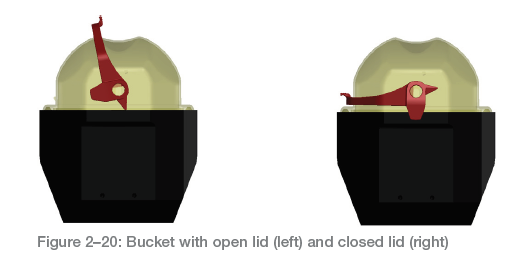 Figure 2–20: Bucket with open lid (left) and closed lid (right)